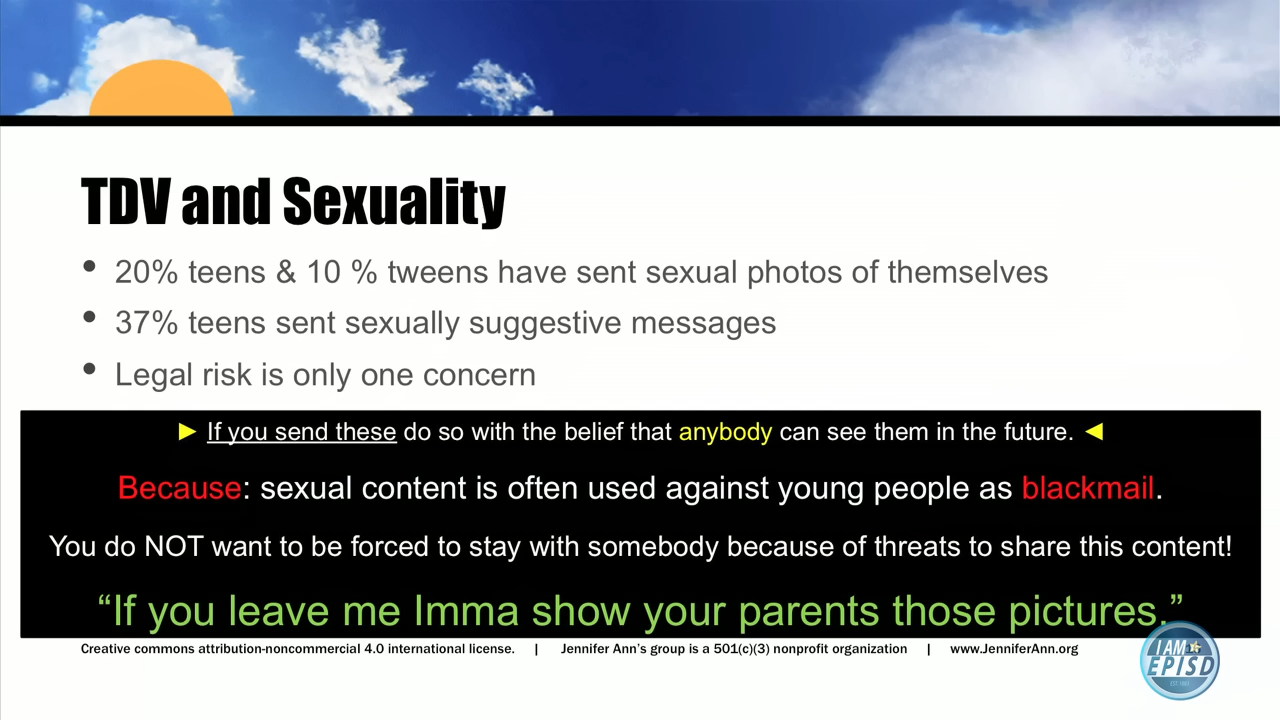 TDV and Sexuality
• 20% teens & 10 % tweens have sent sexual photos of themselves
• 37% teens sent sexually suggestive messages
• Legal risk is only one concern
► If you send these do so with the belief that anybody can see them in the future. ◄
Because: sexual content is often used against young people as blackmail.
You do NOT want to be forced to stay with somebody because of threats to share this content!
“If you leave me Imma show your parents those pictures.”
Creative commons attribution-noncommercial 4.0 international license. | Jennifer Ann’s group is a 501(c)(3) nonprofit organization | www.JenniferAnn.org
I AM
EPISD